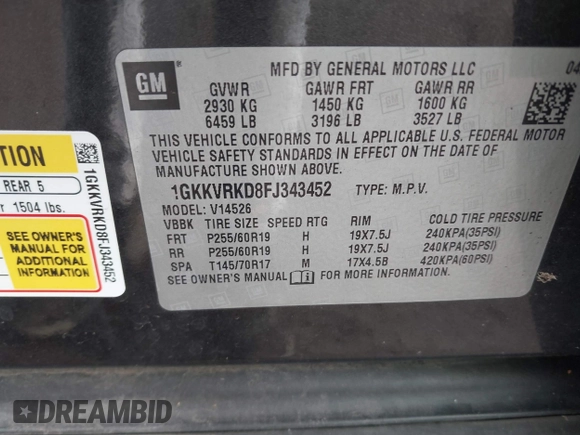 GM
MFD BY GENERAL MOTORS LLC 04
GVWR GAWR FRT GAWR RR
2930 KG 1450 KG 1600 KG
6459 LB 3196 LB 3527 LB
THIS VEHICLE CONFORMS TO ALL APPLICABLE U.S. FEDERAL MOTOR
VEHICLE SAFETY STANDARDS IN EFFECT ON THE DATE OF
MANUFACTURE SHOWN ABOVE.
1GKKVRKD8FJ343452 TYPE: M.P.V.
MODEL: V14526
VBBK TIRE SIZE SPEED RTG RIM COLD TIRE PRESSURE
FRT P255/60R19 H 19X7.5J 240KPA(35PSI)
RR P255/60R19 H 19X7.5J 240KPA(35PSI)
SPA T145/70R17 M 17X4.5B 420KPA(60PSI)
SEE OWNER'S MANUAL FOR MORE INFORMATION.
TION
REAR 5
1504 lbs.
SEE OWNER'S
MANUAL FOR
ADDITIONAL
INFORMATION
1GKKVRKD8FJ343452
DREAMBID